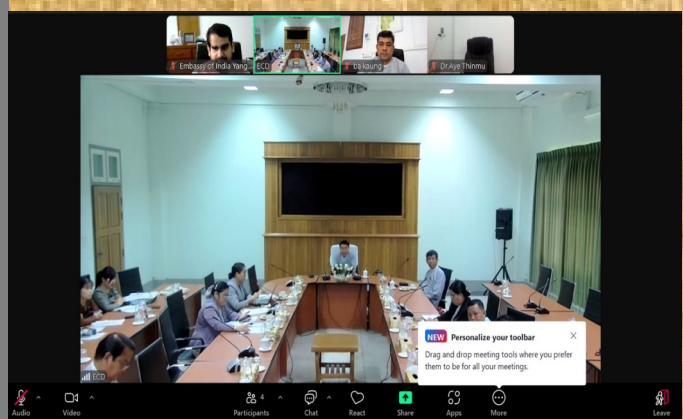 Embassy of India Yang...
ECD
ba kaung
Dr.Aye Thinmu
ECD
NEW Personalize your toolbar
Drag and drop meeting tools where you prefer
them to be for all your meetings.
4
Audio
Video
Participants
Chat
React
Share
Apps
More
Leave